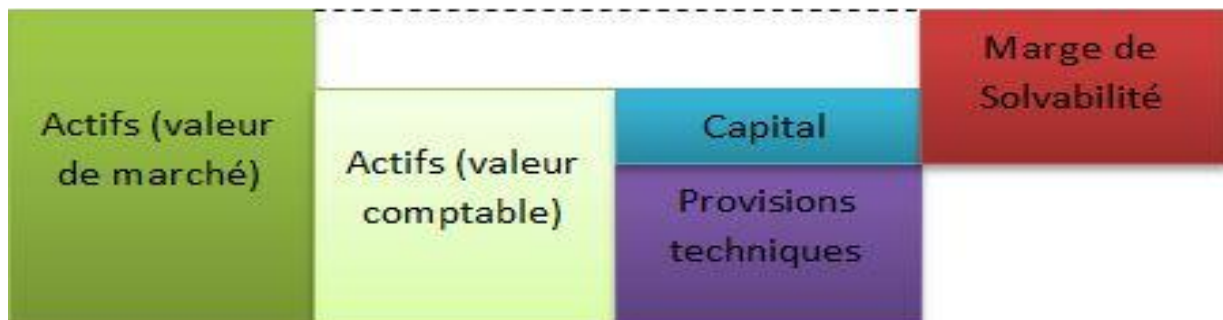 Actifs (valeur
de marché)
Actifs (valeur
comptable)
Capital
Provisions
techniques
Marge de
Solvabilité